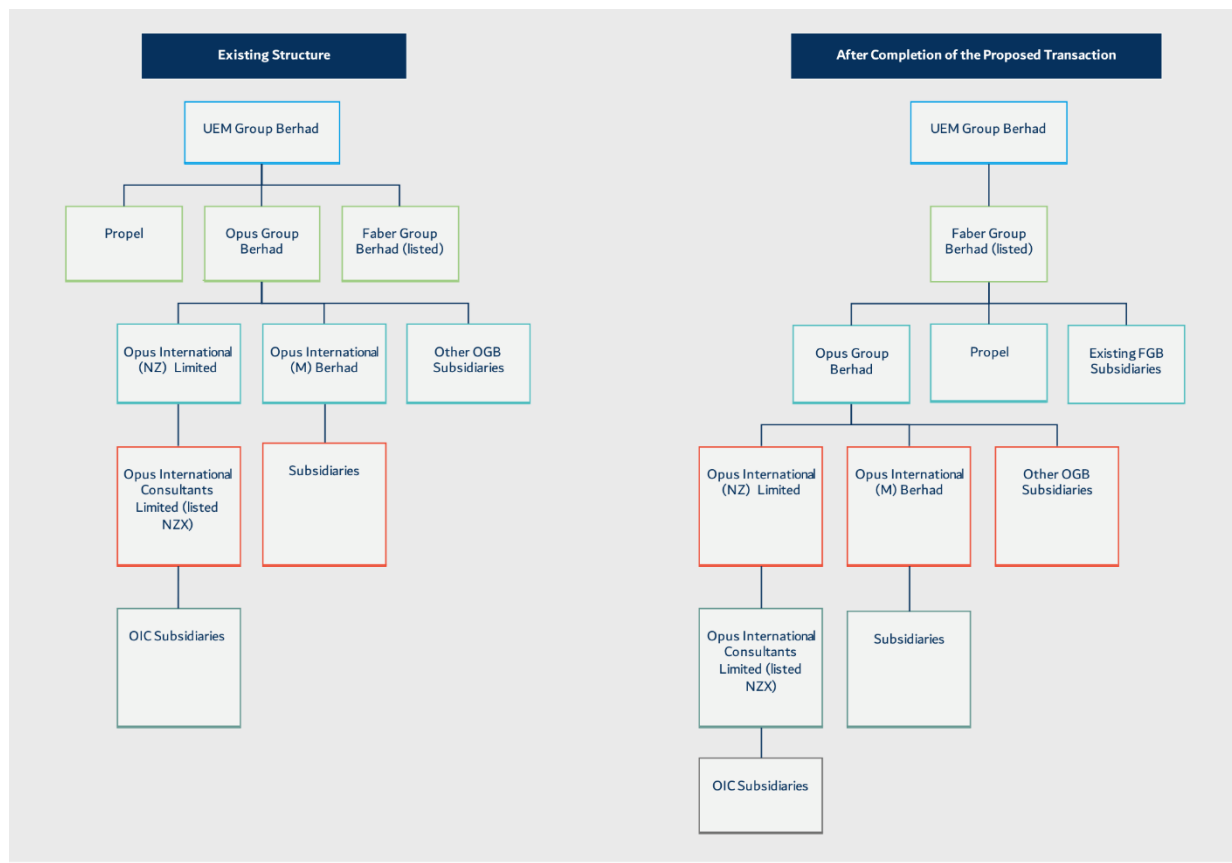 Existing Structure
UEM Group Berhad
Propel
Opus Group
Berhad
Faber Group
Berhad (listed)
Opus International
(NZ) Limited
Opus International
(M) Berhad
Other OGB
Subsidiaries
Opus International
Consultants
Limited (listed
NZX)
Subsidiaries
OIC Subsidiaries
After Completion of the Proposed Transaction
UEM Group Berhad
Faber Group
Berhad (listed)
Opus Group
Berhad
Propel
Existing FGB
Subsidiaries
Opus International
(NZ) Limited
Opus International
(M) Berhad
Other OGB
Subsidiaries
Opus International
Consultants
Limited (listed
NZX)
Subsidiaries
OIC Subsidiaries